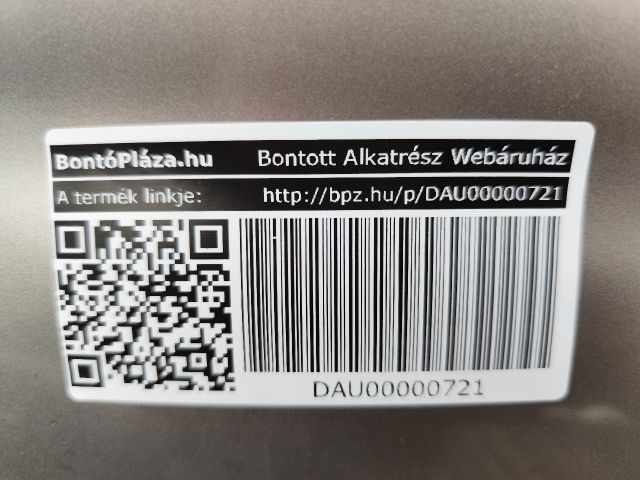 BontóPláza.hu Bontott Alkatrész Webáruház
A termék linkje: http://bpz.hu/p/DAU00000721
DAU00000721